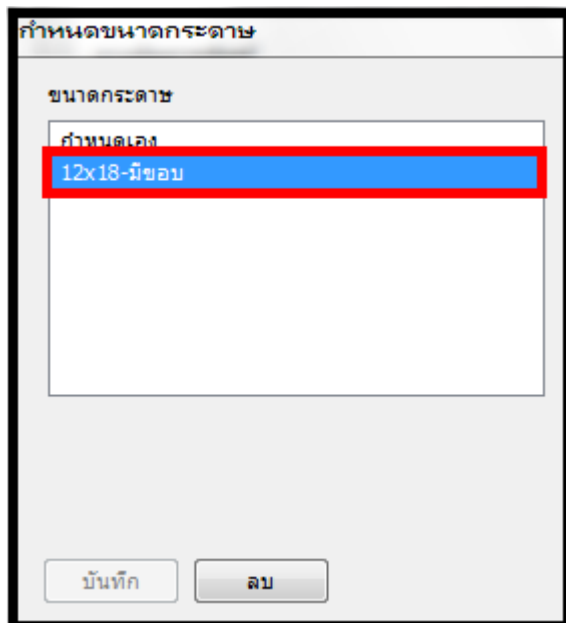 กำหนดขนาดกระดาษ
ขนาดกระดาษ
กำหนดเอง
12x18-มีขอบ
บันทึก
ลบ